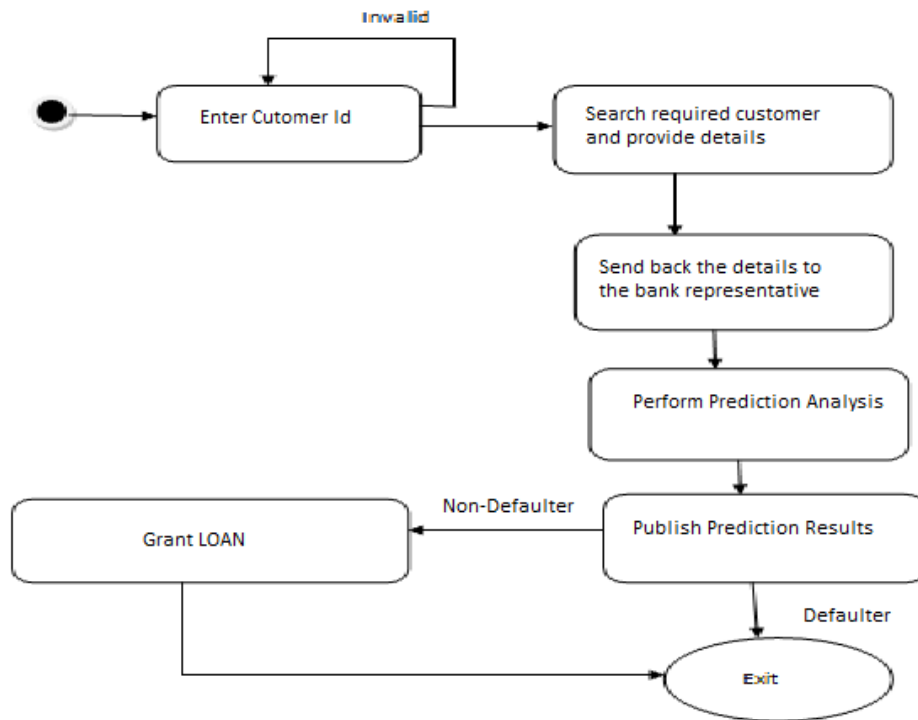 Invalid
Enter Cutomer Id
Search required customer
and provide details
Send back the details to
the bank representative
Perform Prediction Analysis
Non-Defaulter
Publish Prediction Results
Grant LOAN
Defaulter
Exit